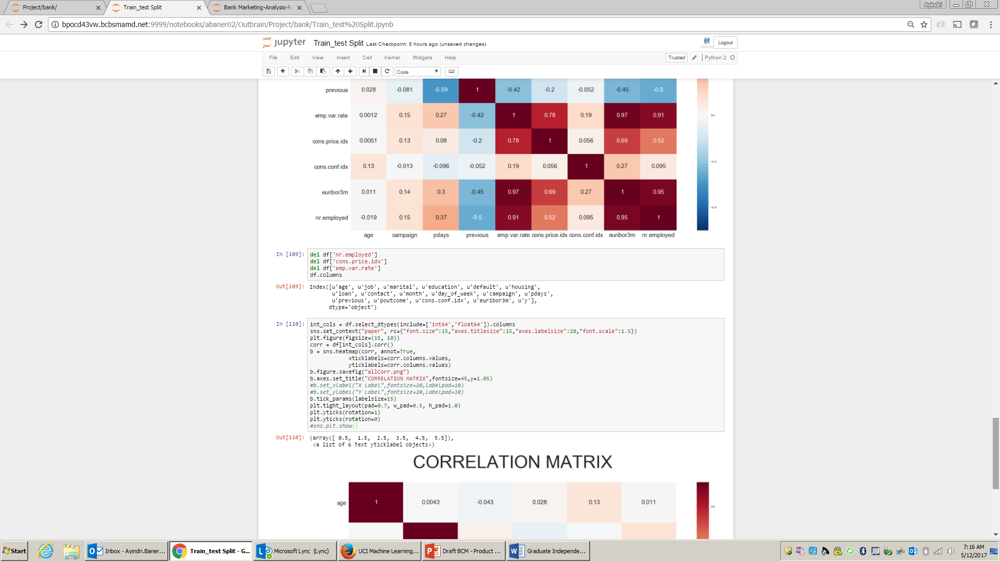 Project/bank/
Train_test Split
Bank Marketing-Analysis-R
Ayindri
bpocd43vw.bcbsmamd.net:9999/notebooks/abaner02/Outbrain/Project/bank/Train_test%20Split.ipynb
jupyter Train_test Split Last Checkpoint: 8 hours ago (unsaved changes)
Logout
File Edit View Insert Cell Kernel Widgets Help
Trusted Python 2
Code
previous 0.028 -0.081 -0.59 1 -0.42 -0.2 -0.052 -0.45 -0.5
emp.var.rate 0.0012 0.15 0.27 -0.42 1 0.78 0.19 0.97 0.91
0.0
cons.price.idx 0.0051 0.13 0.08 -0.2 0.78 1 0.056 0.69 0.52
cons.conf.idx 0.13 -0.013 -0.096 -0.052 0.19 0.056 1 0.27 0.095
-0.4
euribor3m 0.011 0.14 0.3 -0.45 0.97 0.69 0.27 1 0.95
-0.8
nr.employed -0.019 0.15 0.37 -0.5 0.91 0.52 0.095 0.95 1
age campaign pdays previous emp.var.rate cons.price.idx cons.conf.idx euribor3m nr.employed
In [109]: del df['nr.employed']
del df['cons.price.idx']
del df['emp.var.rate']
df.columns
Out[109]: Index([u'age', u'job', u'marital', u'education', u'default', u'housing',
u'loan', u'contact', u'month', u'day_of_week', u'campaign', u'pdays',
u'previous', u'poutcome', u'cons.conf.idx', u'euribor3m', u'y'],
dtype='object')
In [110]: int_cols = df.select_dtypes(include=['int64','float64']).columns
sns.set_context("paper", rc={"font.size":15,"axes.titlesize":15,"axes.labelsize":20,"font.scale":1.5})
plt.figure(figsize=(15, 10))
corr = df[int_cols].corr()
b = sns.heatmap(corr, annot=True,
xticklabels=corr.columns.values,
yticklabels=corr.columns.values)
b.figure.savefig("allCorr.png")
b.axes.set_title("CORRELATION MATRIX",fontsize=45,y=1.05)
#b.set_xlabel("X Label",fontsize=20,labelpad=10)
#b.set_ylabel("Y Label",fontsize=20,labelpad=10)
b.tick_params(labelsize=15)
plt.tight_layout(pad=0.7, w_pad=0.5, h_pad=1.0)
plt.yticks(rotation=1)
plt.yticks(rotation=0)
#sns.plt.show()
Out[110]: (array([ 0.5, 1.5, 2.5, 3.5, 4.5, 5.5]),
<a list of 6 Text yticklabel objects>)
CORRELATION MATRIX
age 1 0.0043 -0.043 0.028 0.13 0.011
0.8
Start
Inbox - Ayindri.Baner...
Train_test Split - G...
Microsoft Lync (Lync)
UCI Machine Learning...
Draft BCM - Product ...
Graduate Independe...
7:16 AM
5/12/2017